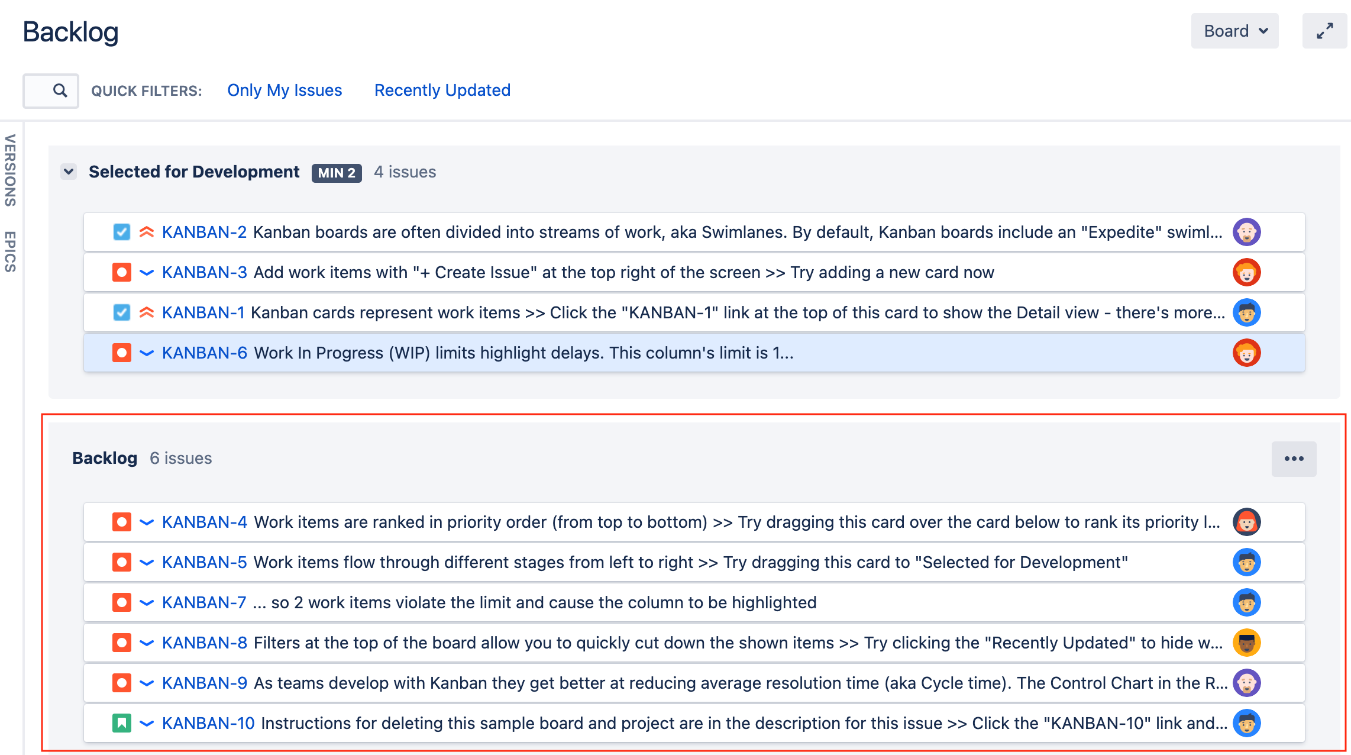 Backlog
Board
QUICK FILTERS: Only My Issues Recently Updated
VERSIONS
EPICS
Selected for Development MIN 2 4 issues
KANBAN-2 Kanban boards are often divided into streams of work, aka Swimlanes. By default, Kanban boards include an "Expedite" swiml...
KANBAN-3 Add work items with "+ Create Issue" at the top right of the screen >> Try adding a new card now
KANBAN-1 Kanban cards represent work items >> Click the "KANBAN-1" link at the top of this card to show the Detail view - there's more...
KANBAN-6 Work In Progress (WIP) limits highlight delays. This column's limit is 1...
Backlog 6 issues
KANBAN-4 Work items are ranked in priority order (from top to bottom) >> Try dragging this card over the card below to rank its priority l...
KANBAN-5 Work items flow through different stages from left to right >> Try dragging this card to "Selected for Development"
KANBAN-7 ... so 2 work items violate the limit and cause the column to be highlighted
KANBAN-8 Filters at the top of the board allow you to quickly cut down the shown items >> Try clicking the "Recently Updated" to hide w...
KANBAN-9 As teams develop with Kanban they get better at reducing average resolution time (aka Cycle time). The Control Chart in the R...
KANBAN-10 Instructions for deleting this sample board and project are in the description for this issue >> Click the "KANBAN-10" link and...